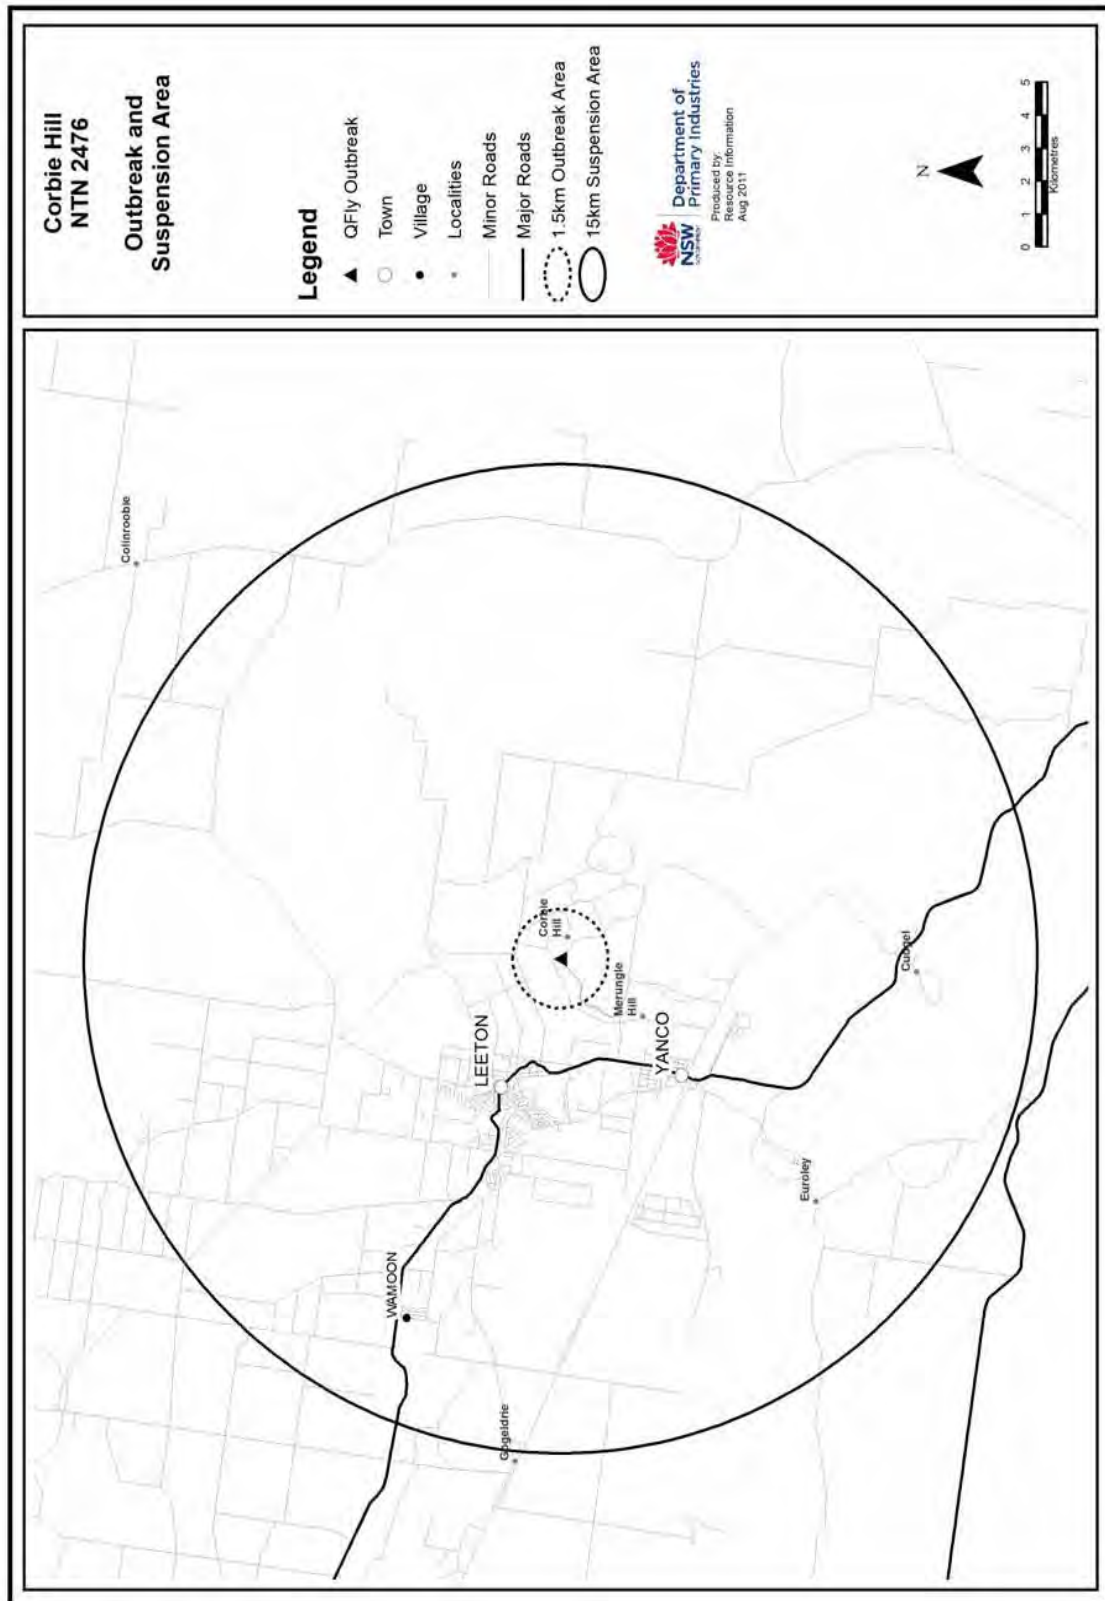 Corbie Hill
NTN 2476
Outbreak and
Suspension Area
Legend
QFly Outbreak
Town
Village
Localities
Minor Roads
Major Roads
1.5km Outbreak Area
15km Suspension Area
NSW
GOVERNMENT
Department of
Primary Industries
Produced by:
Resource Information
Aug 2011
N
0 1 2 3 4 5
Kilometres
Colinroobie
Corbie
Hill
Merungle
Hill
LEETON
YANCO
Cudgel
Euroley
WAMOON
Gogeldrie